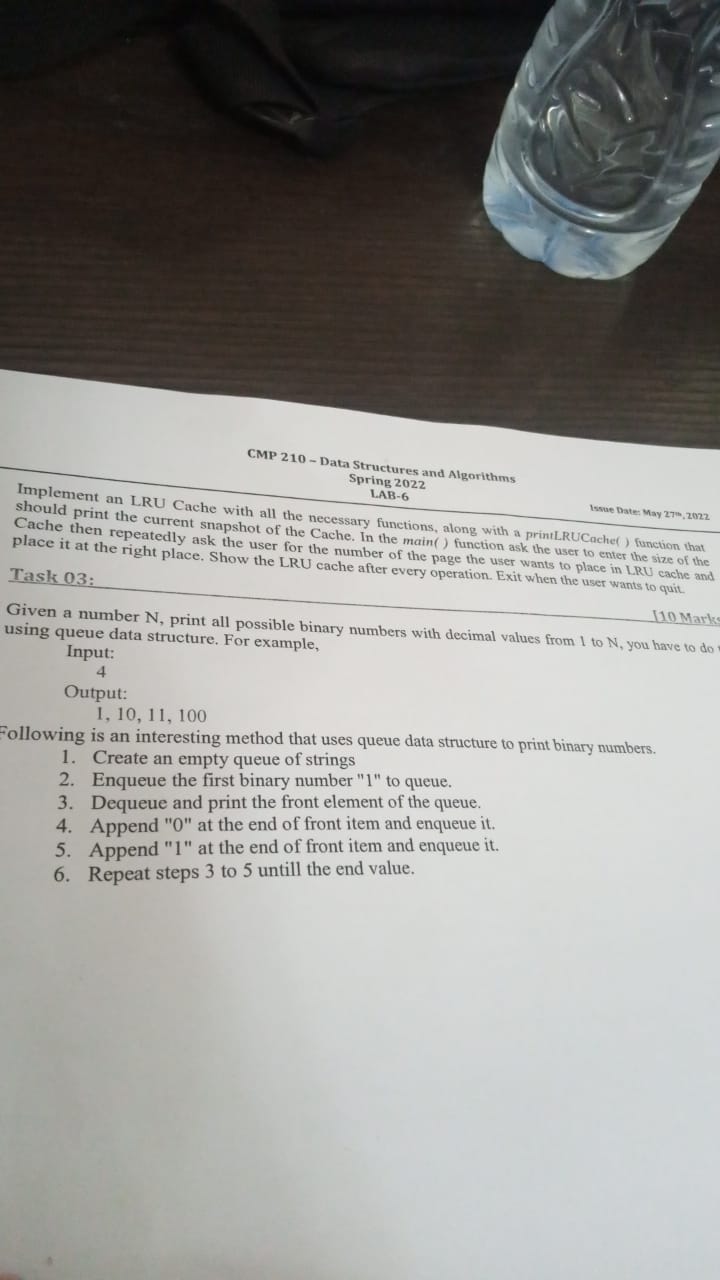 CMP 210 – Data Structures and Algorithms
Spring 2022
LAB-6
Issue Date: May 27th, 2022
Implement an LRU Cache with all the necessary functions, along with a printLRUCache( ) function that
should print the current snapshot of the Cache. In the main( ) function ask the user to enter the size of the
Cache then repeatedly ask the user for the number of the page the user wants to place in LRU cache and
place it at the right place. Show the LRU cache after every operation. Exit when the user wants to quit.
Task 03:
[10 Marks
Given a number N, print all possible binary numbers with decimal values from 1 to N, you have to do
using queue data structure. For example,
Input:
4
Output:
1, 10, 11, 100
Following is an interesting method that uses queue data structure to print binary numbers.
1. Create an empty queue of strings
2. Enqueue the first binary number "1" to queue.
3. Dequeue and print the front element of the queue.
4. Append "0" at the end of front item and enqueue it.
5. Append "1" at the end of front item and enqueue it.
6. Repeat steps 3 to 5 untill the end value.